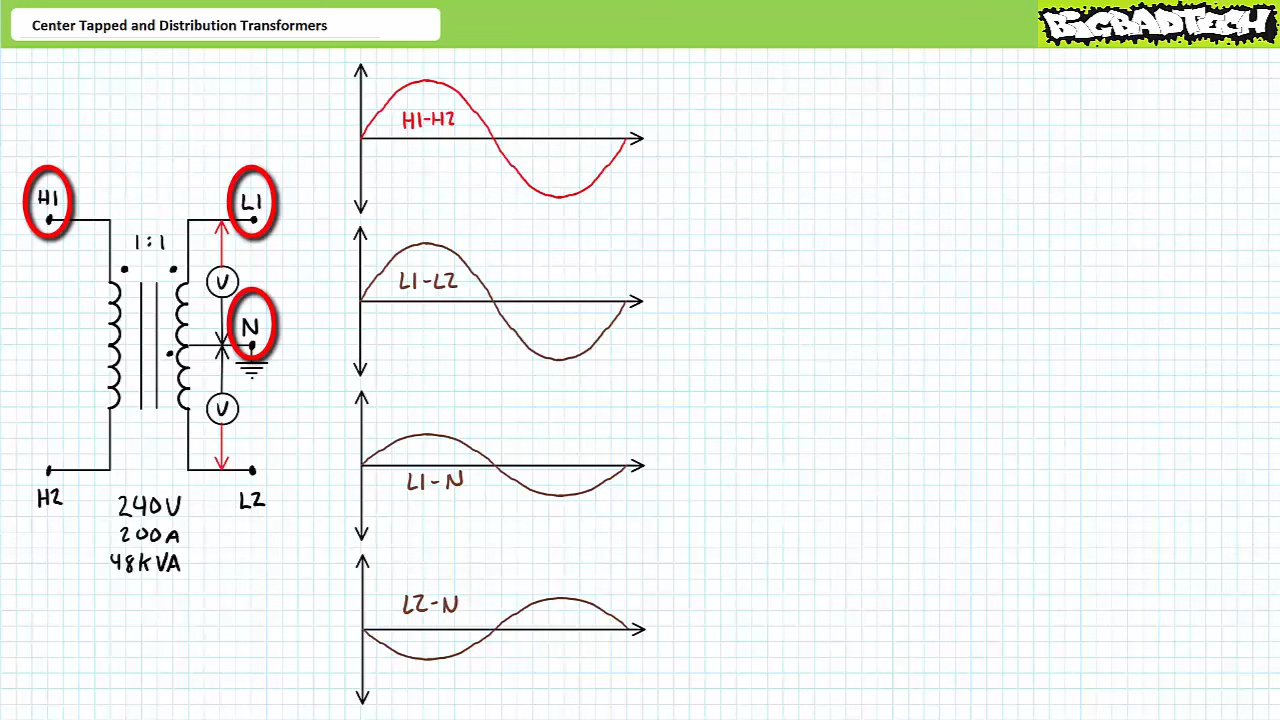 Center Tapped and Distribution Transformers
BIGBADTECH
H1-H2
H1
L1
1:1
V
L1-L2
N
V
L1-N
H2
L2
240V
200A
48kVA
L2-N